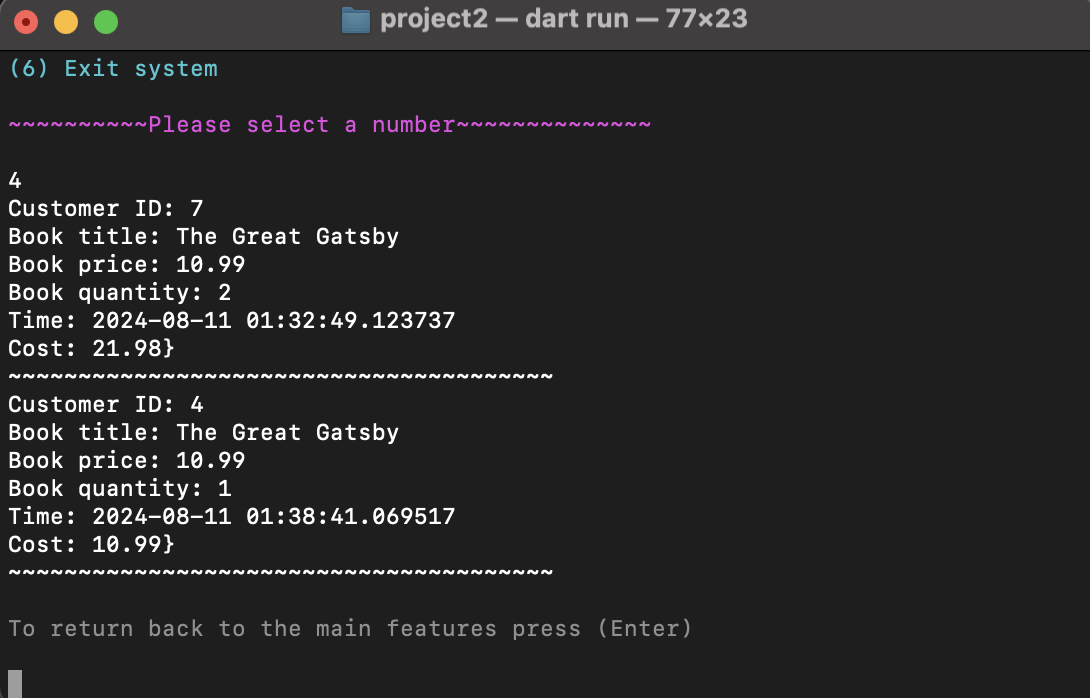 project2 — dart run — 77×23
(6) Exit system
~~~~~~~~~~Please select a number~~~~~~~~~~~~~~
4
Customer ID: 7
Book title: The Great Gatsby
Book price: 10.99
Book quantity: 2
Time: 2024-08-11 01:32:49.123737
Cost: 21.98}
~~~~~~~~~~~~~~~~~~~~~~~~~~~~~~~~~~~~~~~
Customer ID: 4
Book title: The Great Gatsby
Book price: 10.99
Book quantity: 1
Time: 2024-08-11 01:38:41.069517
Cost: 10.99}
~~~~~~~~~~~~~~~~~~~~~~~~~~~~~~~~~~~~~~~
To return back to the main features press (Enter)